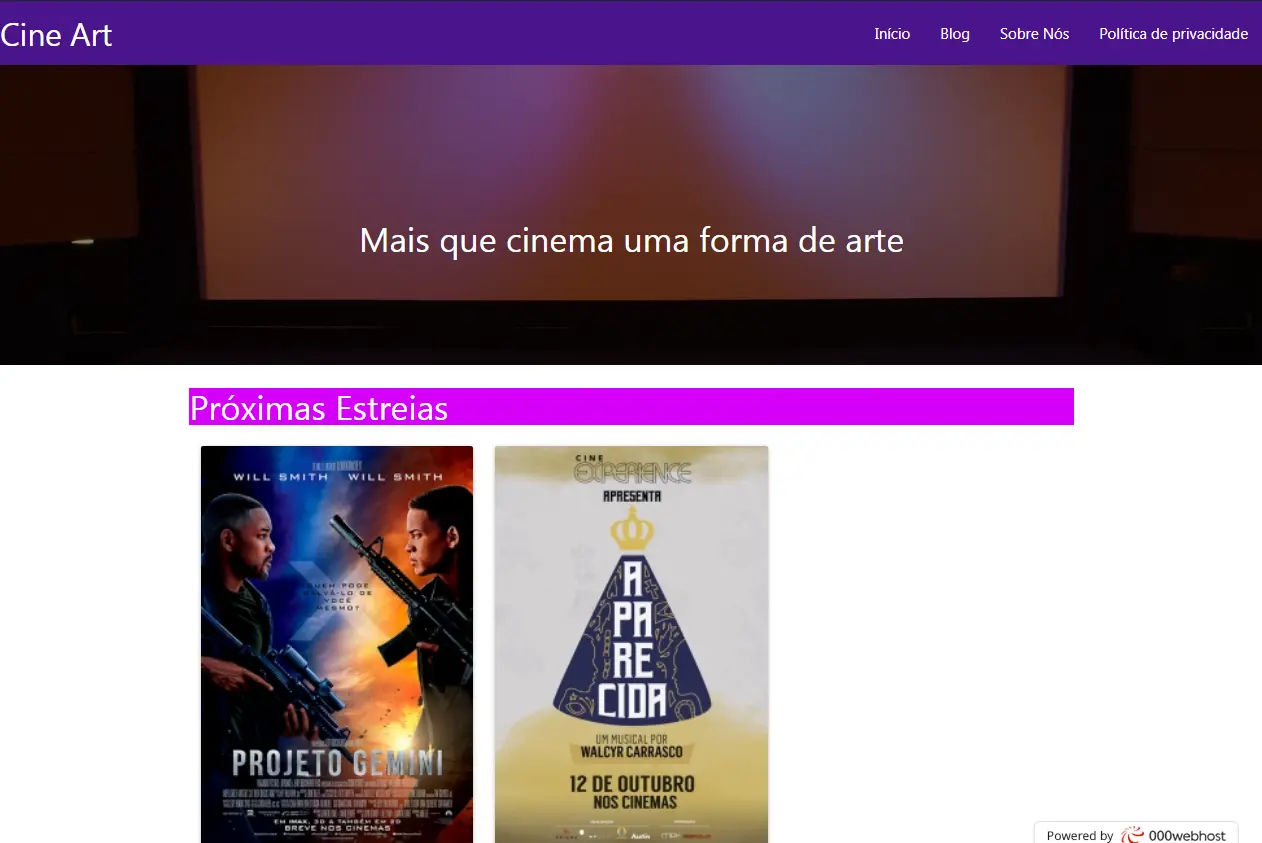 Cine Art
Início Blog Sobre Nós Política de privacidade
Mais que cinema uma forma de arte
Próximas Estreias
WILL SMITH WILL SMITH
QUEM PODE
SALVÁ-LO DE
VOCÊ
MESMO?
PROJETO GEMINI
EM IMAX, 3D A TAMBÉM EM 2D
BREVE NOS CINEMAS
CINE
EXPERIENCE
APRESENTA
A
PA
RE
CIDA
UM MUSICAL POR
WALCYR CARRASCO
12 DE OUTUBRO
NOS CINEMAS
Powered by 000webhost